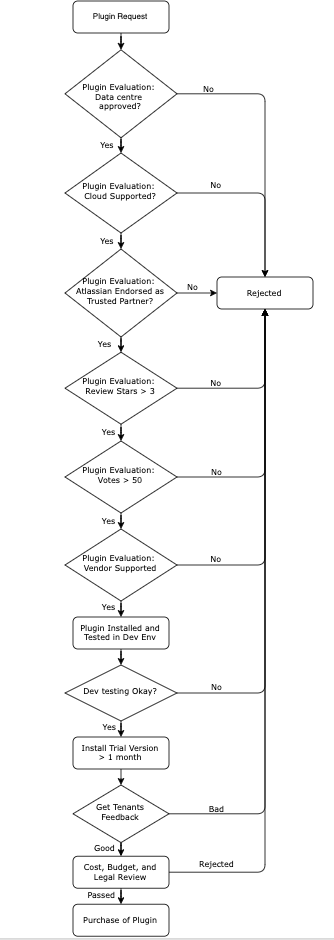 Plugin Request
Plugin Evaluation:
Data centre
approved?
No
Yes
Plugin Evaluation:
Cloud Supported?
No
Yes
Plugin Evaluation:
Atlassian Endorsed as
Trusted Partner?
No
Rejected
Yes
Plugin Evaluation:
Review Stars > 3
No
Yes
Plugin Evaluation:
Votes > 50
No
Yes
Plugin Evaluation:
Vendor Supported
No
Yes
Plugin Installed and
Tested in Dev Env
Dev testing Okay?
No
Yes
Install Trial Version
> 1 month
Get Tenants
Feedback
Bad
Good
Cost, Budget, and
Legal Review
Rejected
Passed
Purchase of Plugin